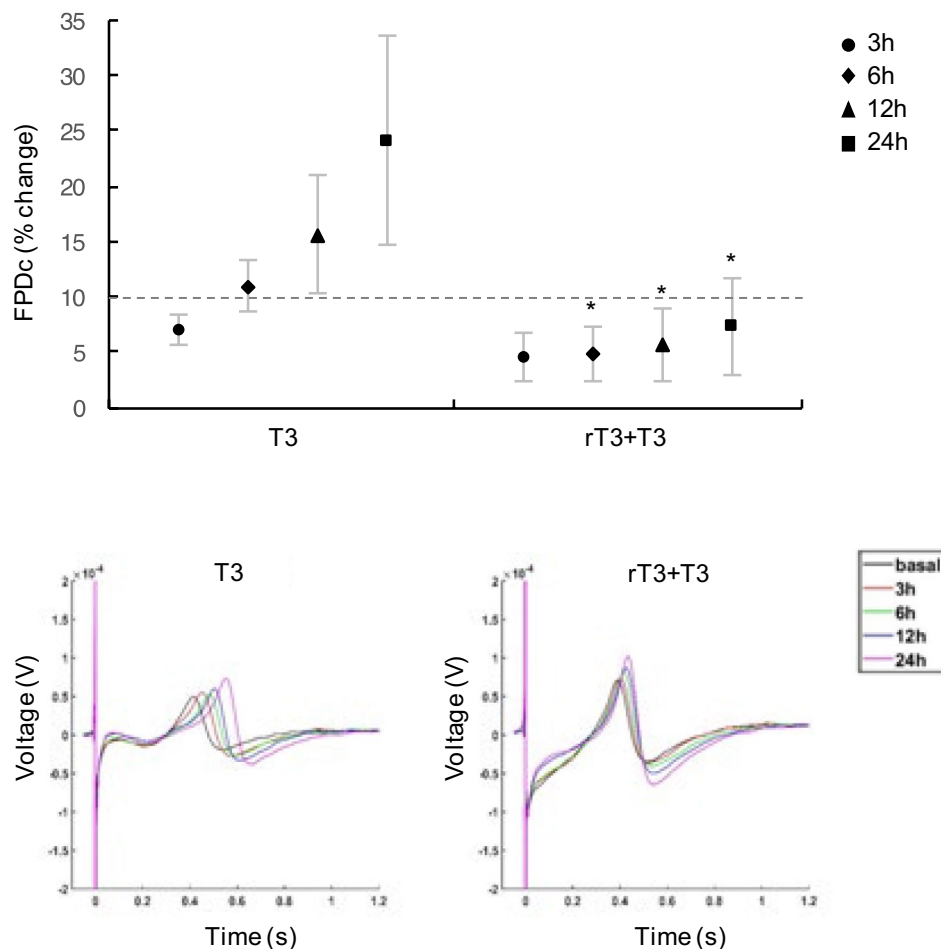 35
30
25
20
15
10
5
0
FPDc (% change)
3h
6h
12h
24h
*
*
*
T3
rT3+T3
T3
×10⁻⁴
2
1.5
1
0.5
0
-0.5
-1
-1.5
-2
Voltage (V)
0 0.2 0.4 0.6 0.8 1 1.2
Time (s)
rT3+T3
×10⁻⁴
2
1.5
1
0.5
0
-0.5
-1
-1.5
-2
Voltage (V)
0 0.2 0.4 0.6 0.8 1 1.2
Time (s)
basal
3h
6h
12h
24h